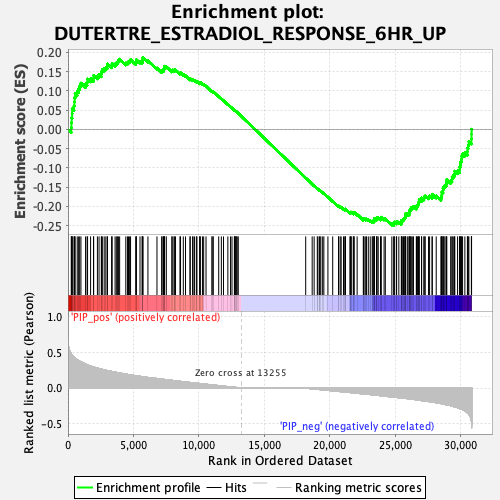 Enrichment plot:
DUTERTRE_ESTRADIOL_RESPONSE_6HR_UP
Enrichment score (ES)
0.20
0.15
0.10
0.05
0.00
-0.05
-0.10
-0.15
-0.20
-0.25
'PIP_pos' (positively correlated)
Ranked list metric (Pearson)
1.0
0.5
0.0
-0.5
Zero cross at 13255
'PIP_neg' (negatively correlated)
0
5,000
10,000
15,000
20,000
25,000
30,000
Rank in Ordered Dataset
Enrichment profile
Hits
Ranking metric scores